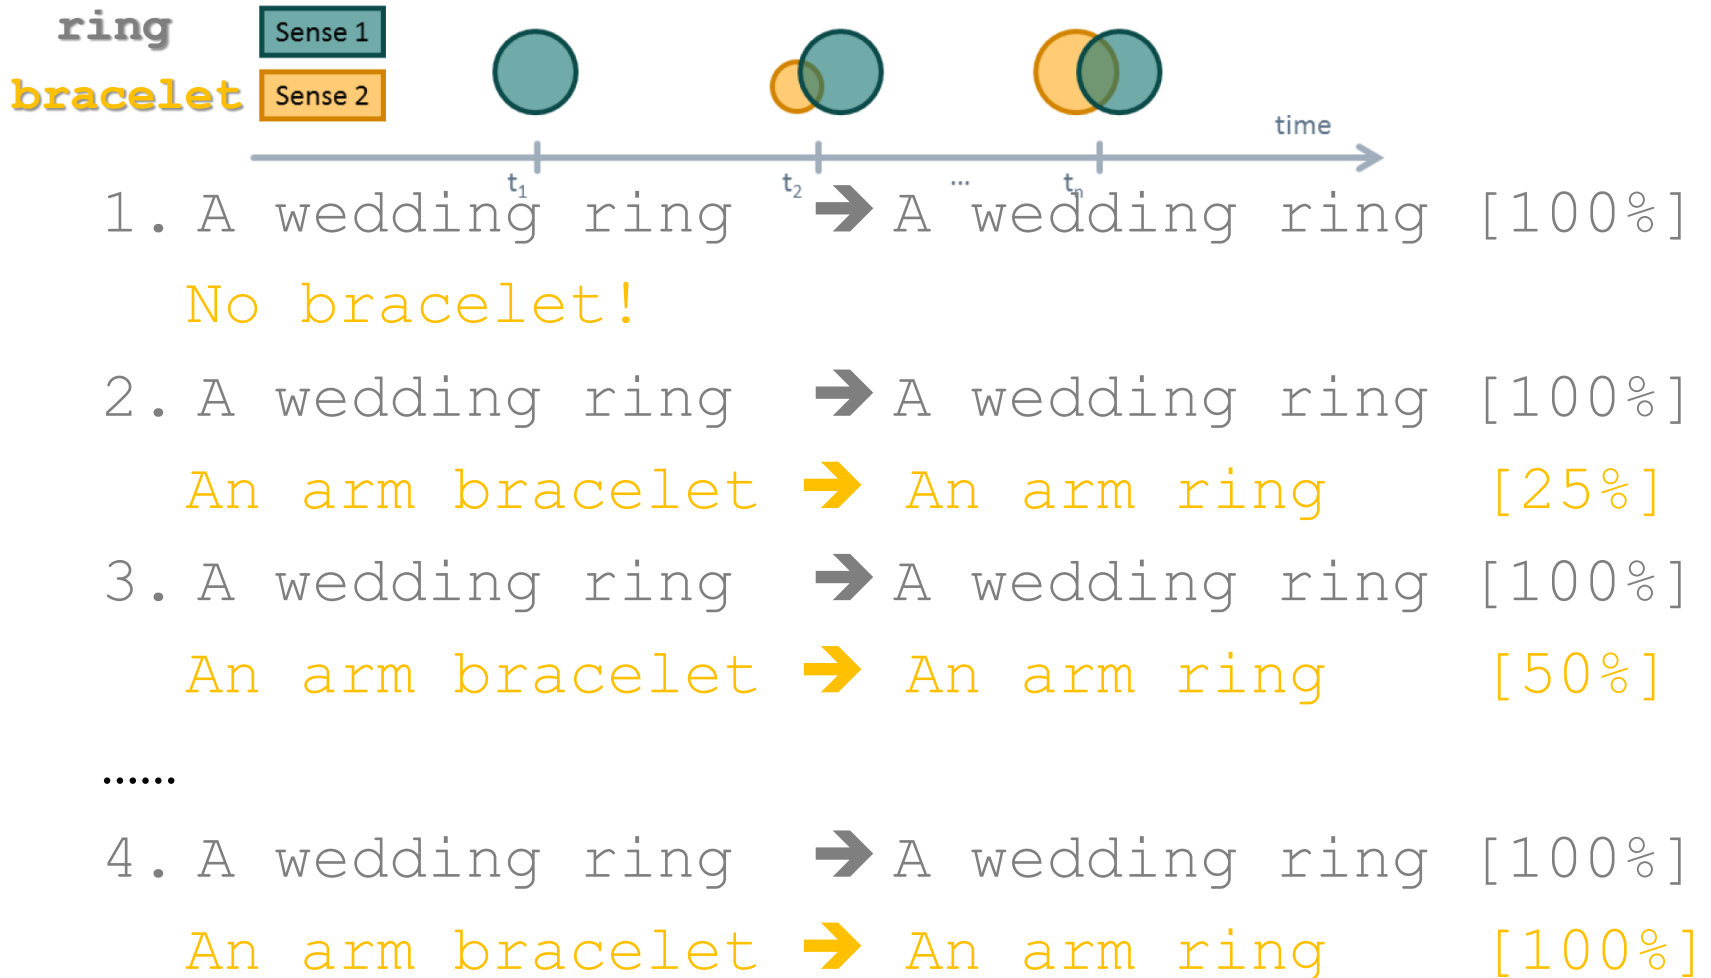 ring
Sense 1
bracelet
Sense 2
time
t1
t2
...
tn
1. A wedding ring ➔ A wedding ring [100%]
No bracelet!
2. A wedding ring ➔ A wedding ring [100%]
An arm bracelet ➔ An arm ring [25%]
3. A wedding ring ➔ A wedding ring [100%]
An arm bracelet ➔ An arm ring [50%]
......
4. A wedding ring ➔ A wedding ring [100%]
An arm bracelet ➔ An arm ring [100%]